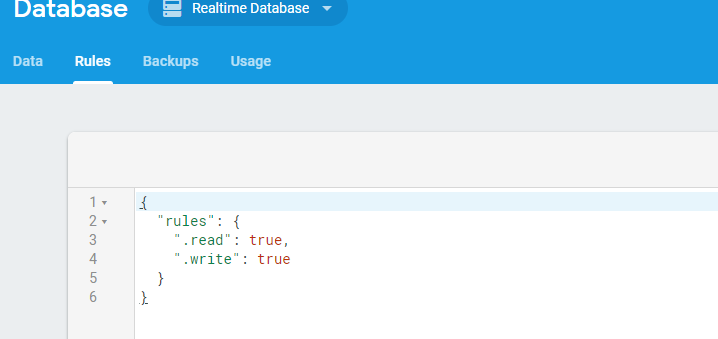 Database Realtime Database
Data Rules Backups Usage
1 {
2 "rules": {
3 ".read": true,
4 ".write": true
5 }
6 }